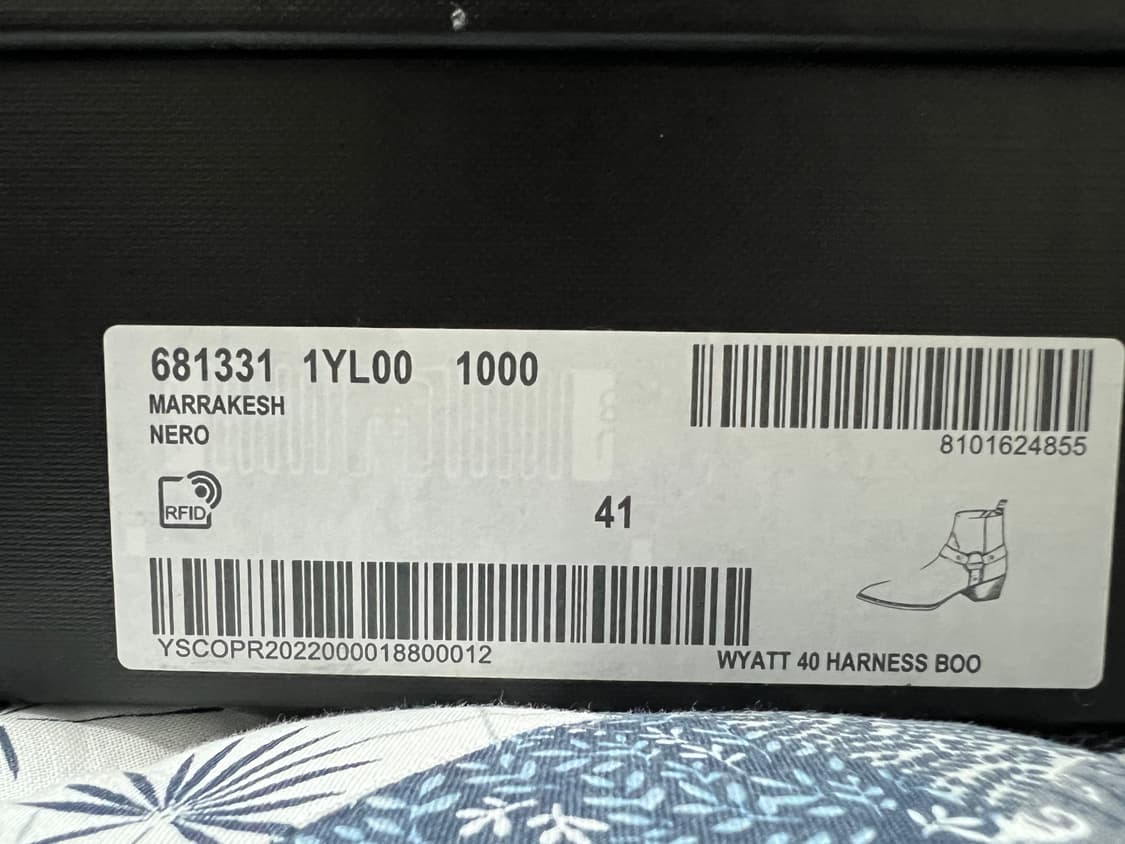 681331 1YL00 1000
MARRAKESH
NERO
8101624855
RFID
41
YSCOPR2022000018800012
WYATT 40 HARNESS BOO